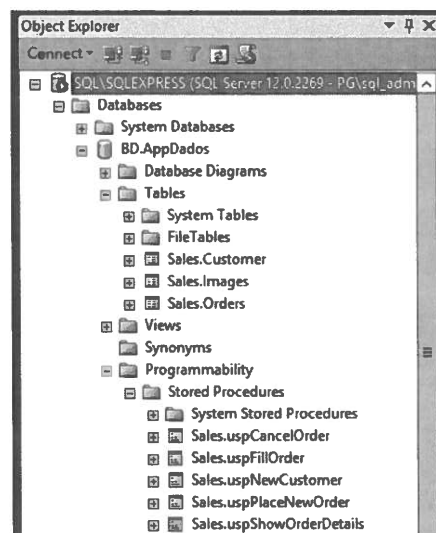 Object Explorer
Connect
SQL\SQLEXPRESS (SQL Server 12.0.2269 - PG\sql_adm
Databases
System Databases
BD.AppDados
Database Diagrams
Tables
System Tables
FileTables
Sales.Customer
Sales.Images
Sales.Orders
Views
Synonyms
Programmability
Stored Procedures
System Stored Procedures
Sales.uspCancelOrder
Sales.uspFillOrder
Sales.uspNewCustomer
Sales.uspPlaceNewOrder
Sales.uspShowOrderDetails